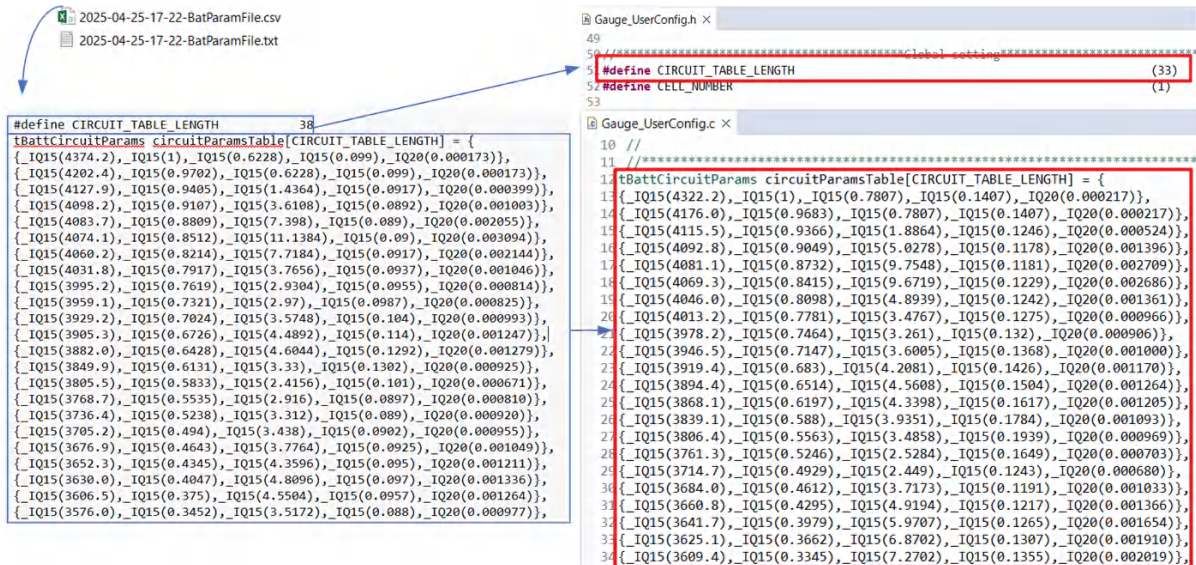 2025-04-25-17-22-BatParamFile.csv
2025-04-25-17-22-BatParamFile.txt
#define CIRCUIT_TABLE_LENGTH 38
tBattCircuitParams circuitParamsTable[CIRCUIT_TABLE_LENGTH] = {
{_IQ15(4374.2),_IQ15(1),_IQ15(0.6228),_IQ15(0.099),_IQ20(0.000173)},
{_IQ15(4202.4),_IQ15(0.9702),_IQ15(0.6228),_IQ15(0.099),_IQ20(0.000173)},
{_IQ15(4127.9),_IQ15(0.9405),_IQ15(1.4364),_IQ15(0.0917),_IQ20(0.000399)},
{_IQ15(4098.2),_IQ15(0.9107),_IQ15(3.6108),_IQ15(0.0892),_IQ20(0.001003)},
{_IQ15(4083.7),_IQ15(0.8809),_IQ15(7.398),_IQ15(0.089),_IQ20(0.002055)},
{_IQ15(4074.1),_IQ15(0.8512),_IQ15(11.1384),_IQ15(0.09),_IQ20(0.003094)},
{_IQ15(4060.2),_IQ15(0.8214),_IQ15(7.7184),_IQ15(0.0917),_IQ20(0.002144)},
{_IQ15(4031.8),_IQ15(0.7917),_IQ15(3.7656),_IQ15(0.0937),_IQ20(0.001046)},
{_IQ15(3995.2),_IQ15(0.7619),_IQ15(2.9304),_IQ15(0.0955),_IQ20(0.000814)},
{_IQ15(3959.1),_IQ15(0.7321),_IQ15(2.97),_IQ15(0.0987),_IQ20(0.000825)},
{_IQ15(3929.2),_IQ15(0.7024),_IQ15(3.5748),_IQ15(0.104),_IQ20(0.000993)},
{_IQ15(3905.3),_IQ15(0.6726),_IQ15(4.4892),_IQ15(0.114),_IQ20(0.001247)},
{_IQ15(3882.0),_IQ15(0.6428),_IQ15(4.6044),_IQ15(0.1292),_IQ20(0.001279)},
{_IQ15(3849.9),_IQ15(0.6131),_IQ15(3.33),_IQ15(0.1302),_IQ20(0.000925)},
{_IQ15(3805.5),_IQ15(0.5833),_IQ15(2.4156),_IQ15(0.101),_IQ20(0.000671)},
{_IQ15(3768.7),_IQ15(0.5535),_IQ15(2.916),_IQ15(0.0897),_IQ20(0.000810)},
{_IQ15(3736.4),_IQ15(0.5238),_IQ15(3.312),_IQ15(0.089),_IQ20(0.000920)},
{_IQ15(3705.2),_IQ15(0.494),_IQ15(3.438),_IQ15(0.0902),_IQ20(0.000955)},
{_IQ15(3676.9),_IQ15(0.4643),_IQ15(3.7764),_IQ15(0.0925),_IQ20(0.001049)},
{_IQ15(3652.3),_IQ15(0.4345),_IQ15(4.3596),_IQ15(0.095),_IQ20(0.001211)},
{_IQ15(3630.0),_IQ15(0.4047),_IQ15(4.8096),_IQ15(0.097),_IQ20(0.001336)},
{_IQ15(3606.5),_IQ15(0.375),_IQ15(4.5504),_IQ15(0.0957),_IQ20(0.001264)},
{_IQ15(3576.0),_IQ15(0.3452),_IQ15(3.5172),_IQ15(0.088),_IQ20(0.000977)},
Gauge_UserConfig.h ×
49
50 //******************************************Global setting******************************
51 #define CIRCUIT_TABLE_LENGTH (33)
52 #define CELL_NUMBER (1)
53
Gauge_UserConfig.c ×
10 //
11 //**********************************************************************
12 tBattCircuitParams circuitParamsTable[CIRCUIT_TABLE_LENGTH] = {
13 {_IQ15(4322.2),_IQ15(1),_IQ15(0.7807),_IQ15(0.1407),_IQ20(0.000217)},
14 {_IQ15(4176.0),_IQ15(0.9683),_IQ15(0.7807),_IQ15(0.1407),_IQ20(0.000217)},
15 {_IQ15(4115.5),_IQ15(0.9366),_IQ15(1.8864),_IQ15(0.1246),_IQ20(0.000524)},
16 {_IQ15(4092.8),_IQ15(0.9049),_IQ15(5.0278),_IQ15(0.1178),_IQ20(0.001396)},
17 {_IQ15(4081.1),_IQ15(0.8732),_IQ15(9.7548),_IQ15(0.1181),_IQ20(0.002709)},
18 {_IQ15(4069.3),_IQ15(0.8415),_IQ15(9.6719),_IQ15(0.1229),_IQ20(0.002686)},
19 {_IQ15(4046.0),_IQ15(0.8098),_IQ15(4.8939),_IQ15(0.1242),_IQ20(0.001361)},
20 {_IQ15(4013.2),_IQ15(0.7781),_IQ15(3.4767),_IQ15(0.1275),_IQ20(0.000966)},
21 {_IQ15(3978.2),_IQ15(0.7464),_IQ15(3.261),_IQ15(0.132),_IQ20(0.000906)},
22 {_IQ15(3946.5),_IQ15(0.7147),_IQ15(3.6005),_IQ15(0.1368),_IQ20(0.001000)},
23 {_IQ15(3919.4),_IQ15(0.683),_IQ15(4.2081),_IQ15(0.1426),_IQ20(0.001170)},
24 {_IQ15(3894.4),_IQ15(0.6514),_IQ15(4.5608),_IQ15(0.1504),_IQ20(0.001264)},
25 {_IQ15(3868.1),_IQ15(0.6197),_IQ15(4.3398),_IQ15(0.1617),_IQ20(0.001205)},
26 {_IQ15(3839.1),_IQ15(0.588),_IQ15(3.9351),_IQ15(0.1784),_IQ20(0.001093)},
27 {_IQ15(3806.4),_IQ15(0.5563),_IQ15(3.4858),_IQ15(0.1939),_IQ20(0.000969)},
28 {_IQ15(3761.3),_IQ15(0.5246),_IQ15(2.5284),_IQ15(0.1649),_IQ20(0.000703)},
29 {_IQ15(3714.7),_IQ15(0.4929),_IQ15(2.449),_IQ15(0.1243),_IQ20(0.000680)},
30 {_IQ15(3684.0),_IQ15(0.4612),_IQ15(3.7173),_IQ15(0.1191),_IQ20(0.001033)},
31 {_IQ15(3660.8),_IQ15(0.4295),_IQ15(4.9194),_IQ15(0.1217),_IQ20(0.001366)},
32 {_IQ15(3641.7),_IQ15(0.3979),_IQ15(5.9707),_IQ15(0.1265),_IQ20(0.001654)},
33 {_IQ15(3625.1),_IQ15(0.3662),_IQ15(6.8702),_IQ15(0.1307),_IQ20(0.001910)},
34 {_IQ15(3609.4),_IQ15(0.3345),_IQ15(7.2702),_IQ15(0.1355),_IQ20(0.002019)},